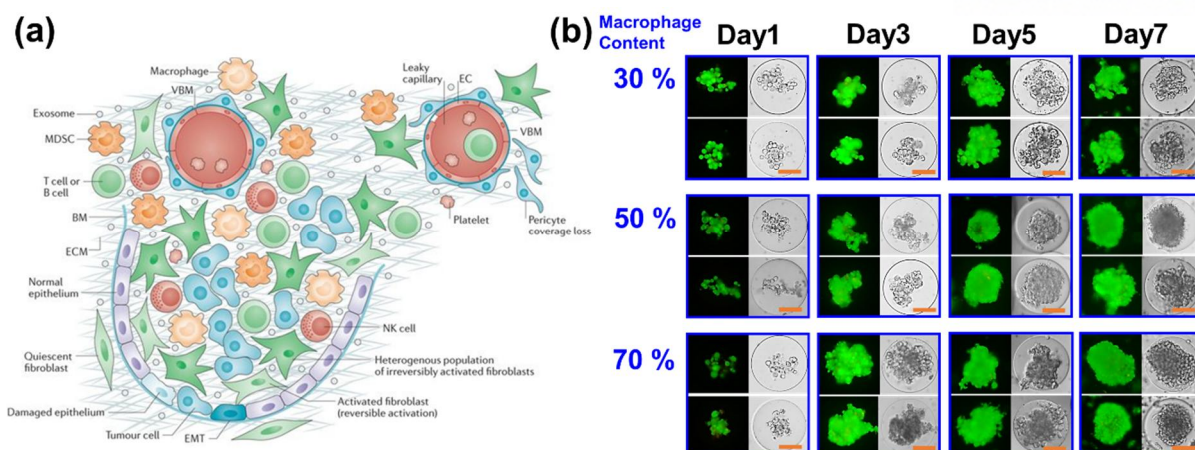 (a)
Macrophage
VBM
Exosome
MDSC
T cell or
B cell
BM
ECM
Normal
epithelium
Quiescent
fibroblast
Damaged epithelium
Tumour cell
EMT
Leaky
capillary
EC
VBM
Platelet
Pericyte
coverage loss
NK cell
Heterogenous population
of irreversibly activated fibroblasts
Activated fibroblast
(reversible activation)
(b)
Macrophage
Content
Day1
Day3
Day5
Day7
30 %
50 %
70 %